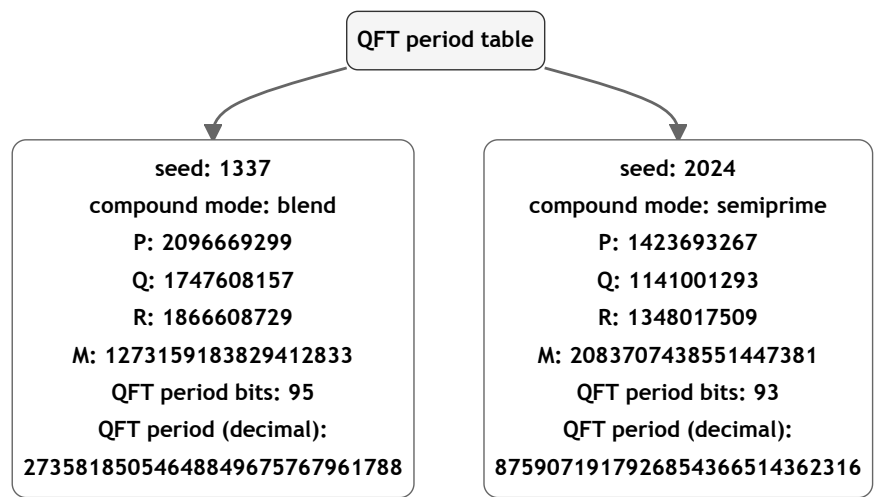 QFT period table
seed: 1337
compound mode: blend
P: 2096669299
Q: 1747608157
R: 1866608729
M: 1273159183829412833
QFT period bits: 95
QFT period (decimal):
27358185054648849675767961788
seed: 2024
compound mode: semiprime
P: 1423693267
Q: 1141001293
R: 1348017509
M: 2083707438551447381
QFT period bits: 93
QFT period (decimal):
8759071917926854366514362316